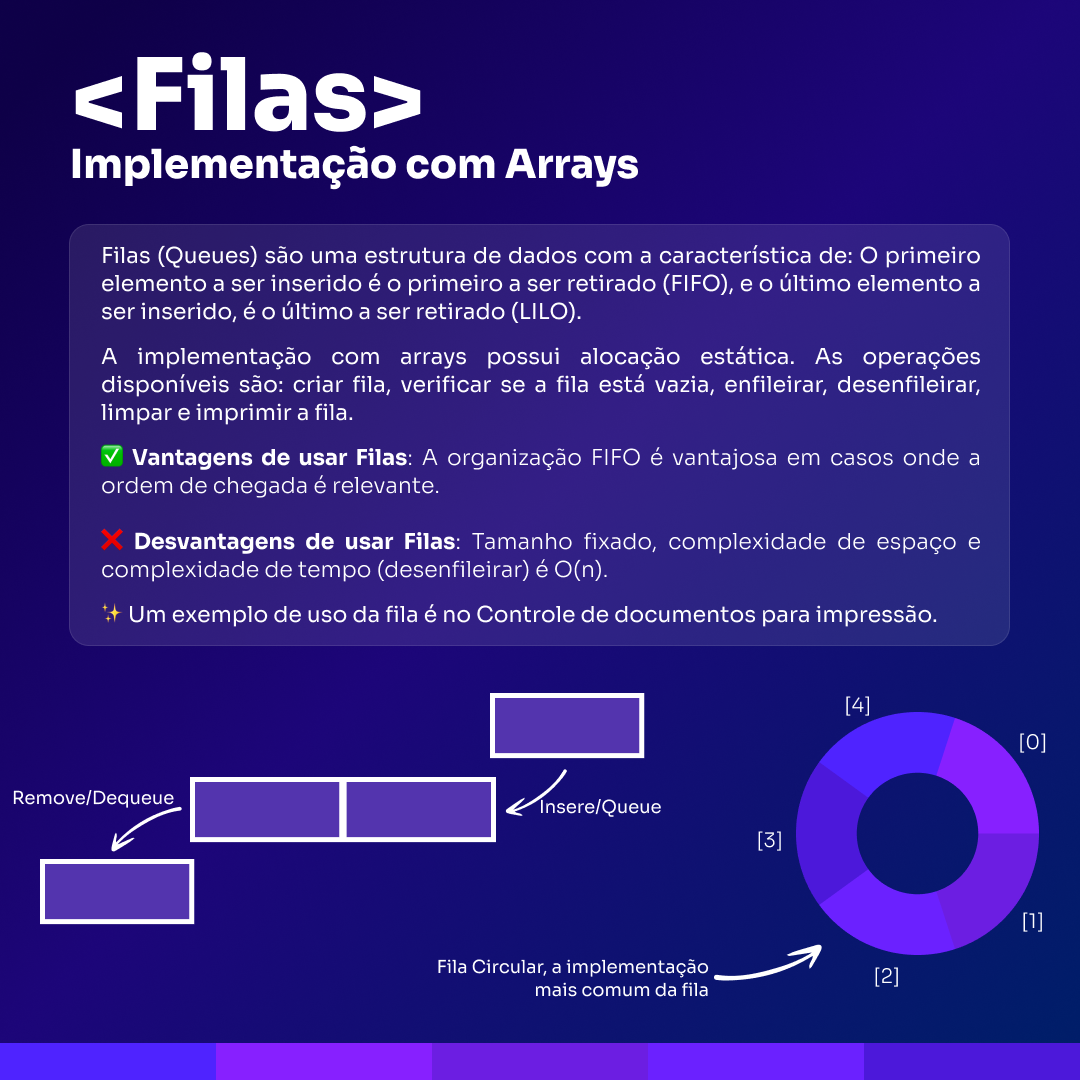 <Filas>
Implementação com Arrays
Filas (Queues) são uma estrutura de dados com a característica de: O primeiro
elemento a ser inserido é o primeiro a ser retirado (FIFO), e o último elemento a
ser inserido, é o último a ser retirado (LILO).
A implementação com arrays possui alocação estática. As operações
disponíveis são: criar fila, verificar se a fila está vazia, enfileirar, desenfileirar,
limpar e imprimir a fila.
✅ Vantagens de usar Filas: A organização FIFO é vantajosa em casos onde a
ordem de chegada é relevante.
❌ Desvantagens de usar Filas: Tamanho fixado, complexidade de espaço e
complexidade de tempo (desenfileirar) é O(n).
✨ Um exemplo de uso da fila é no Controle de documentos para impressão.
Remove/Dequeue
Insere/Queue
[4]
[0]
[3]
[1]
[2]
Fila Circular, a implementação
mais comum da fila